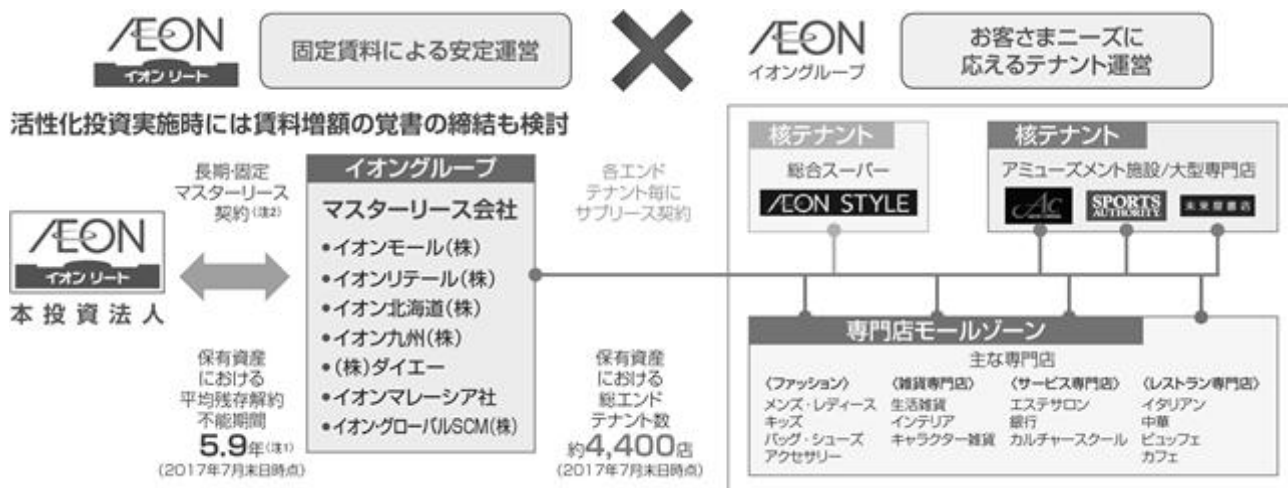 ÆON
イオン リート
固定賃料による安定運営
ÆON
イオングループ
お客さまニーズに
応えるテナント運営
活性化投資実施時には賃料増額の覚書の締結も検討
長期・固定
マスターリース
契約(注2)
ÆON
イオン リート
本投資法人
保有資産
における
平均残存解約
不能期間
5.9年(注1)
(2017年7月末日時点)
イオングループ
マスターリース会社
•イオンモール(株)
•イオンリテール(株)
•イオン北海道(株)
•イオン九州(株)
•(株)ダイエー
•イオンマレーシア社
•イオン・グローバルSCM(株)
各エンド
テナント毎に
サブリース契約
保有資産
における
総エンド
テナント数
約4,400店
(2017年7月末日時点)
核テナント
総合スーパー
ÆON STYLE
核テナント
アミューズメント施設/大型専門店
SPORTS
AUTHORITY
未来屋書店
専門店モールゾーン
主な専門店
〈ファッション〉
メンズ・レディース
キッズ
バッグ・シューズ
アクセサリー
〈雑貨専門店〉
生活雑貨
インテリア
キャラクター雑貨
〈サービス専門店〉
エステサロン
銀行
カルチャースクール
〈レストラン専門店〉
イタリアン
中華
ビュッフェ
カフェ